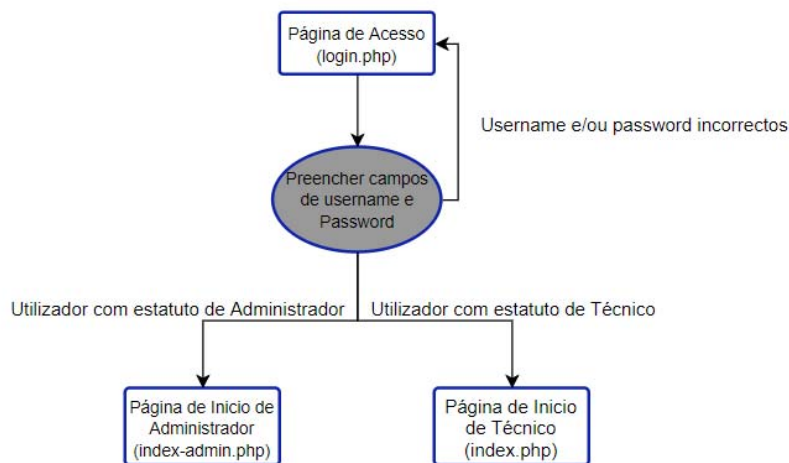 Página de Acesso
(login.php)
Username e/ou password incorrectos
Preencher campos
de username e
Password
Utilizador com estatuto de Administrador
Utilizador com estatuto de Técnico
Página de Inicio de
Administrador
(index-admin.php)
Página de Inicio
de Técnico
(index.php)